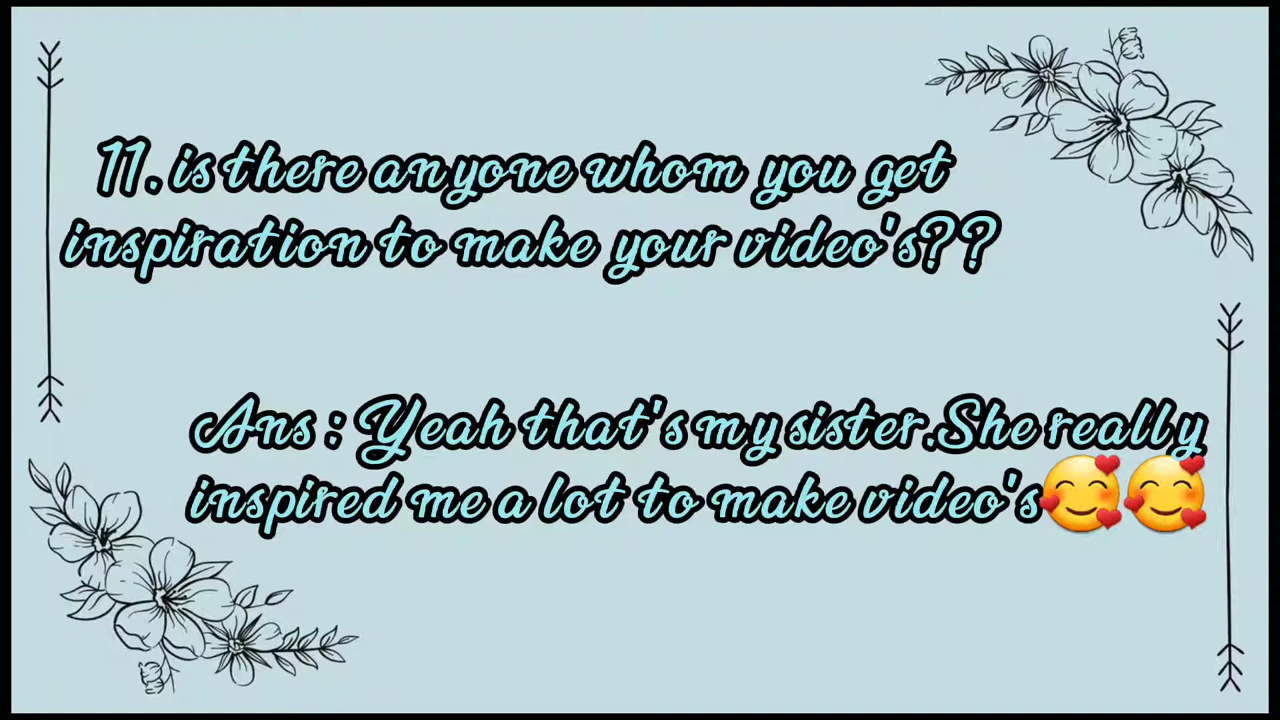 11. is there anyone whom you get
inspiration to make your video's??
Ans : Yeah that's my sister.She really
inspired me a lot to make video's🥰🥰